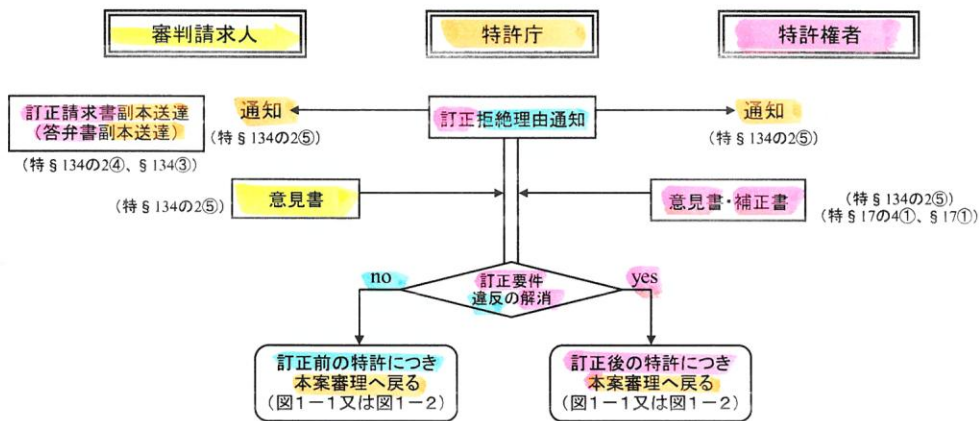 審判請求人
特許庁
特許権者
訂正請求書副本送達
(答弁書副本送達)
(特§134の2④、§134③)
通知
(特§134の2⑤)
訂正拒絶理由通知
通知
(特§134の2⑤)
(特§134の2⑤)
意見書
意見書・補正書
(特§134の2⑤)
(特§17の4①、§17①)
no
訂正要件
違反の解消
yes
訂正前の特許につき
本案審理へ戻る
(図1-1又は図1-2)
訂正後の特許につき
本案審理へ戻る
(図1-1又は図1-2)